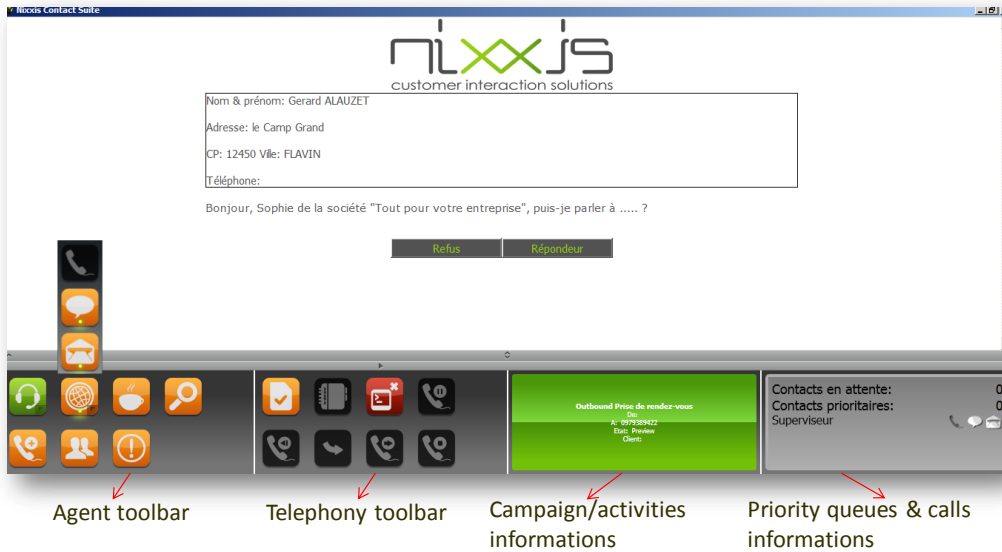 Nixxis Contact Suite
nixxis
customer interaction solutions
Nom & prénom: Gerard ALAUZET
Adresse: le Camp Grand
CP: 12450 Ville: FLAVIN
Téléphone:
Bonjour, Sophie de la société "Tout pour votre entreprise", puis-je parler à ..... ?
Refus
Répondeur
Outbound Prise de rendez-vous
De:
A: 0979389422
Etat: Preview
Client:
Contacts en attente: 0
Contacts prioritaires: 0
Superviseur
Agent toolbar
Telephony toolbar
Campaign/activities
informations
Priority queues & calls
informations